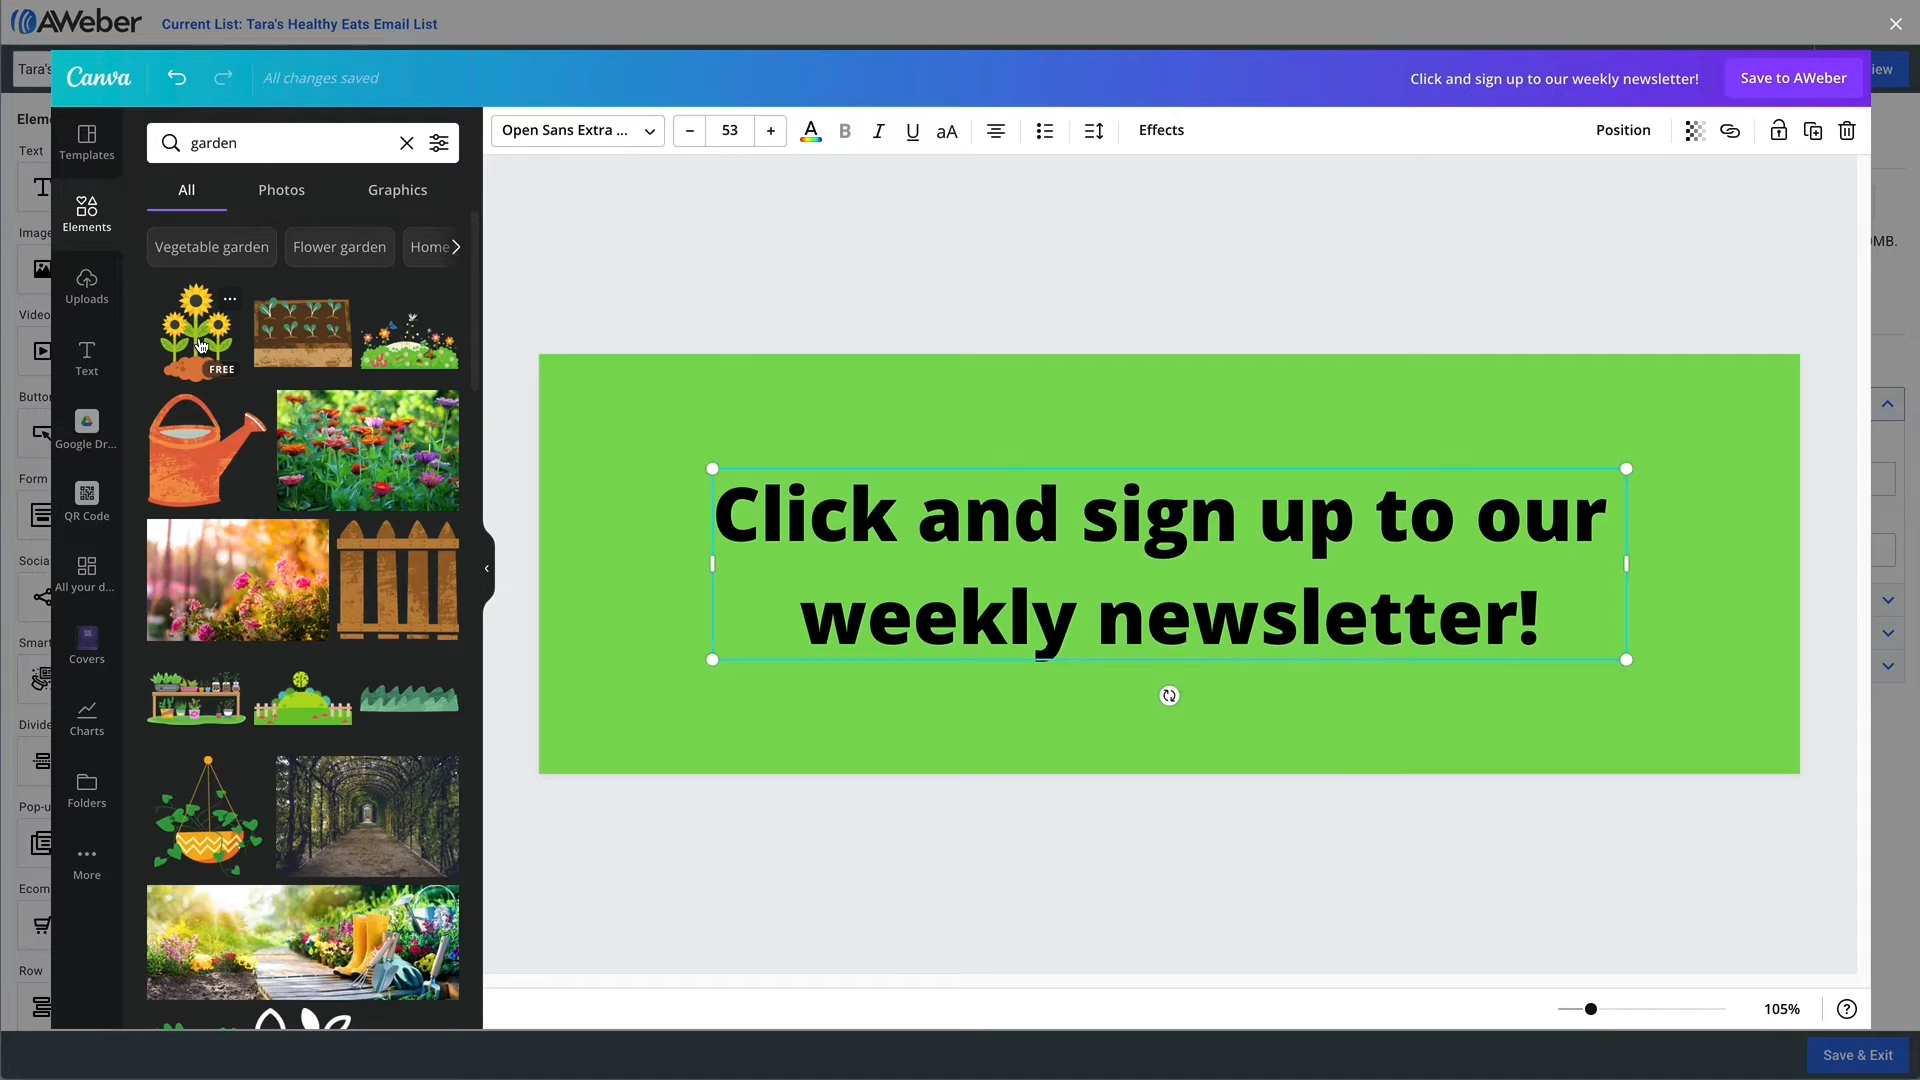 AWeber
Current List: Tara's Healthy Eats Email List
Tara's
Canva
All changes saved
Click and sign up to our weekly newsletter!
Save to AWeber
iew
Elem
Text
Image
Video
Button
Form
Socia
Smart
Divide
Pop-u
Ecom
Row
Templates
Elements
Uploads
Text
Google Dr...
QR Code
All your d...
Covers
Charts
Folders
More
garden
All
Photos
Graphics
Vegetable garden
Flower garden
Home
FREE
Open Sans Extra ...
53
A
B
I
U
aA
Effects
Position
MB.
Click and sign up to our
weekly newsletter!
105%
?
Save & Exit